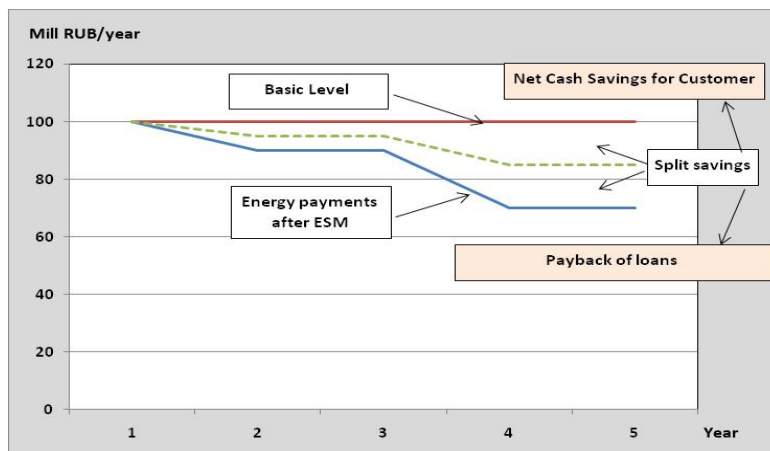 Mill RUB/year
120
Net Cash Savings for Customer
Basic Level
100
Split savings
80
Energy payments
after ESM
60
Payback of loans
40
20
0
1 2 3 4 5 Year